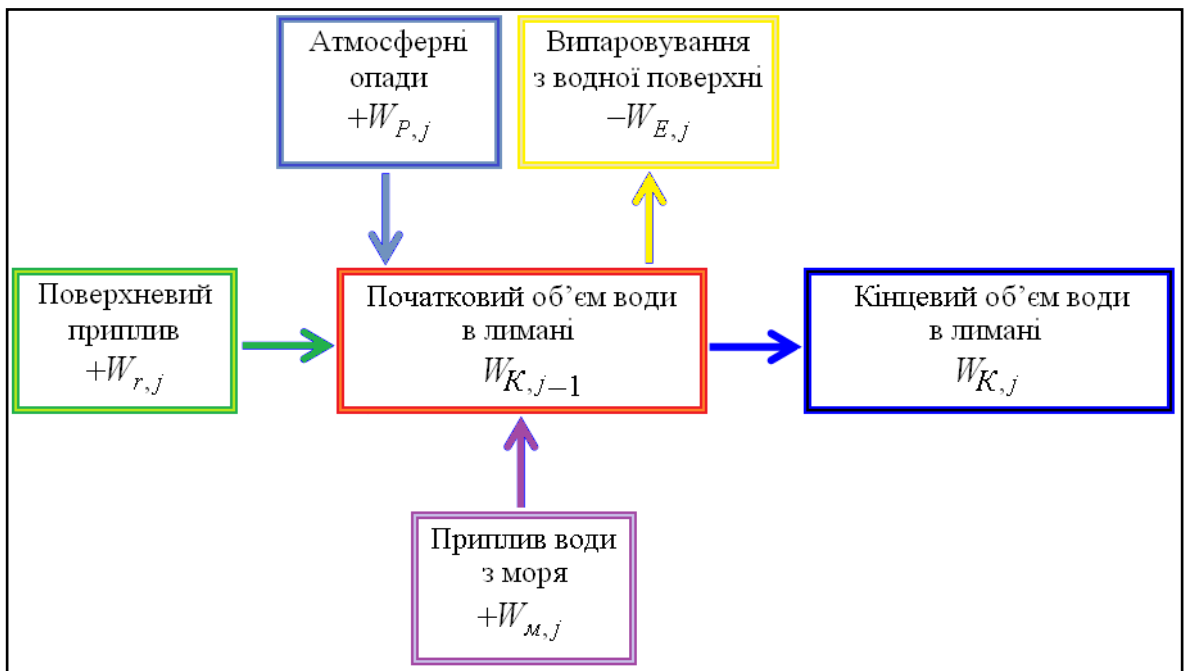 Атмосферні
опади
+W_{P,j}
Випаровування
з водної поверхні
−W_{E,j}
Поверхневий
приплив
+W_{r,j}
Початковий об’єм води
в лимані
W_{К,j−1}
Кінцевий об’єм води
в лимані
W_{К,j}
Приплив води
з моря
+W_{м,j}